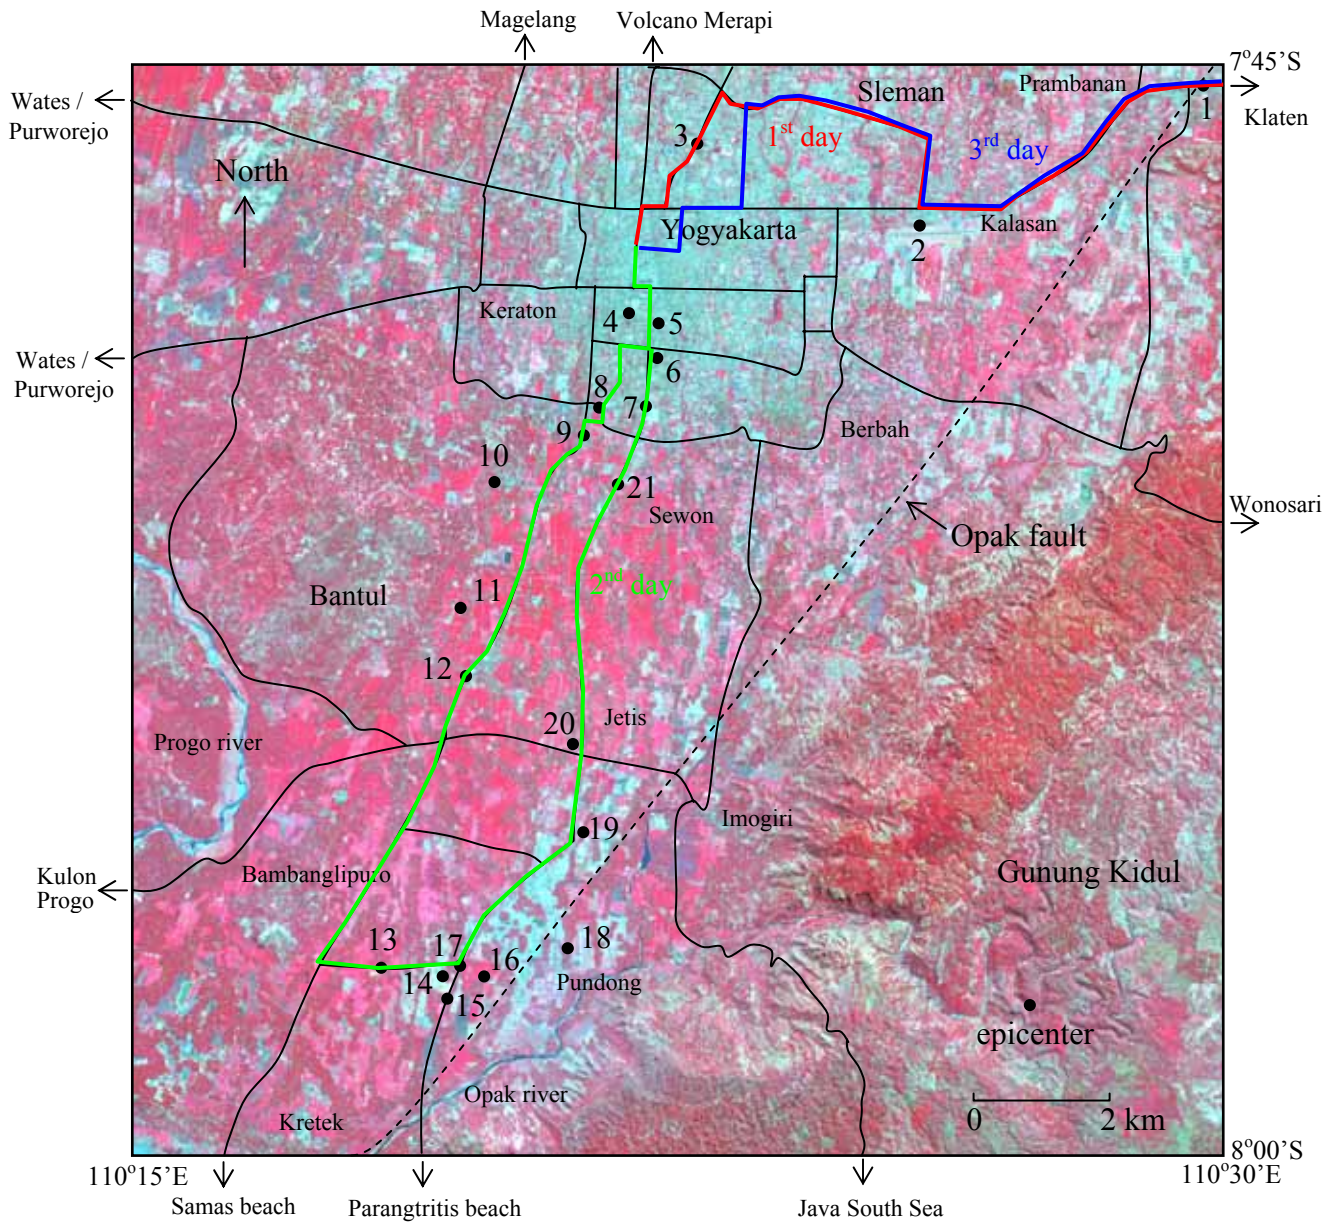 Magelang
Volcano Merapi
7°45'S
Wates /
Purworejo
Prambanan
Sleman
1
Klaten
3
1st day
3rd day
North
Yogyakarta
Kalasan
2
Keraton
4
5
Wates /
Purworejo
6
8
7
9
Berbah
10
21
Sewon
Wonosari
Opak fault
2nd day
Bantul
11
12
20
Jetis
Progo river
19
Imogiri
Kulon
Progo
Bambanglipuro
Gunung Kidul
13
17
16
18
14
15
Pundong
epicenter
Opak river
Kretek
0
2 km
8°00'S
110°15'E
110°30'E
Samas beach
Parangtritis beach
Java South Sea